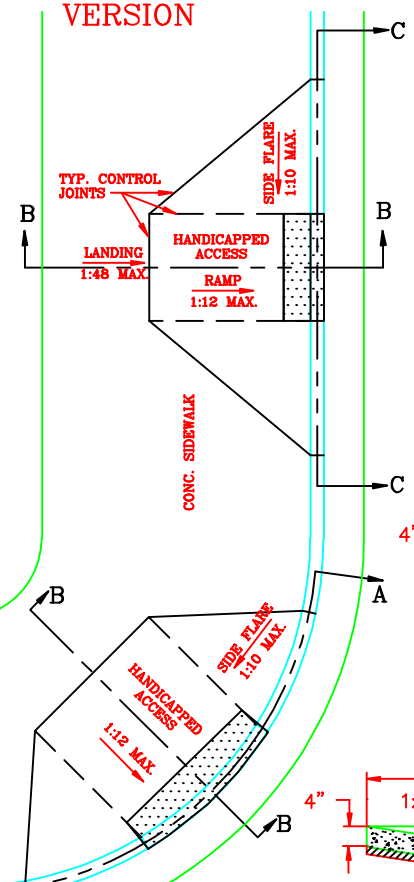 VERSION
C
SIDE FLARE
1:10 MAX.
TYP. CONTROL
JOINTS
B
B
HANDICAPPED
ACCESS
LANDING
1:48 MAX.
RAMP
1:12 MAX.
CONC. SIDEWALK
C
4"
A
B
SIDE FLARE
1:10 MAX.
HANDICAPPED
ACCESS
1:12 MAX.
B
4"